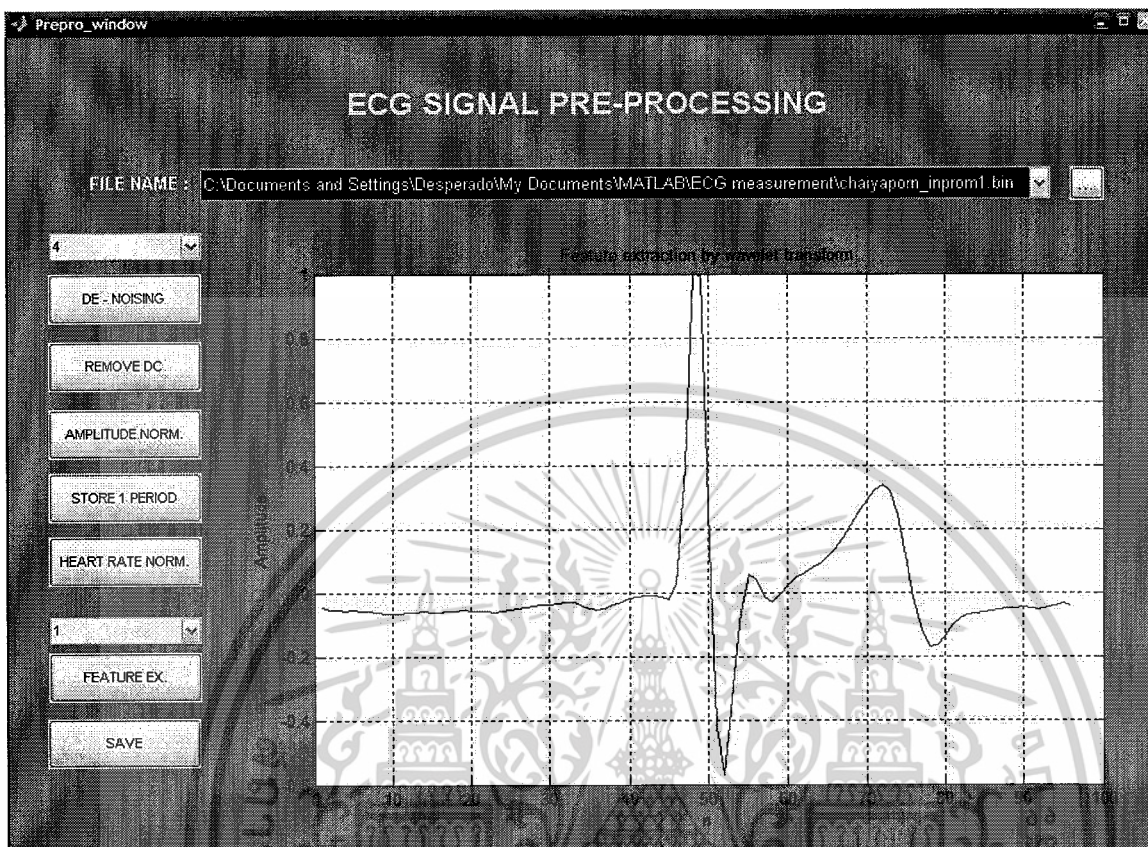 Prepro_window
ECG SIGNAL PRE-PROCESSING
FILE NAME :
C:\Documents and Settings\Desperado\My Documents\MATLAB\ECG measurement\chaiyaporn_inprom1.bin
...
4
DE - NOISING
REMOVE DC
AMPLITUDE NORM.
STORE 1 PERIOD
HEART RATE NORM.
1
FEATURE EX.
SAVE
Feature extraction by wavelet transform
Amplitude
1
0.8
0.6
0.4
0.2
-0.2
-0.4
10
20
30
40
50
60
70
80
90
100
n